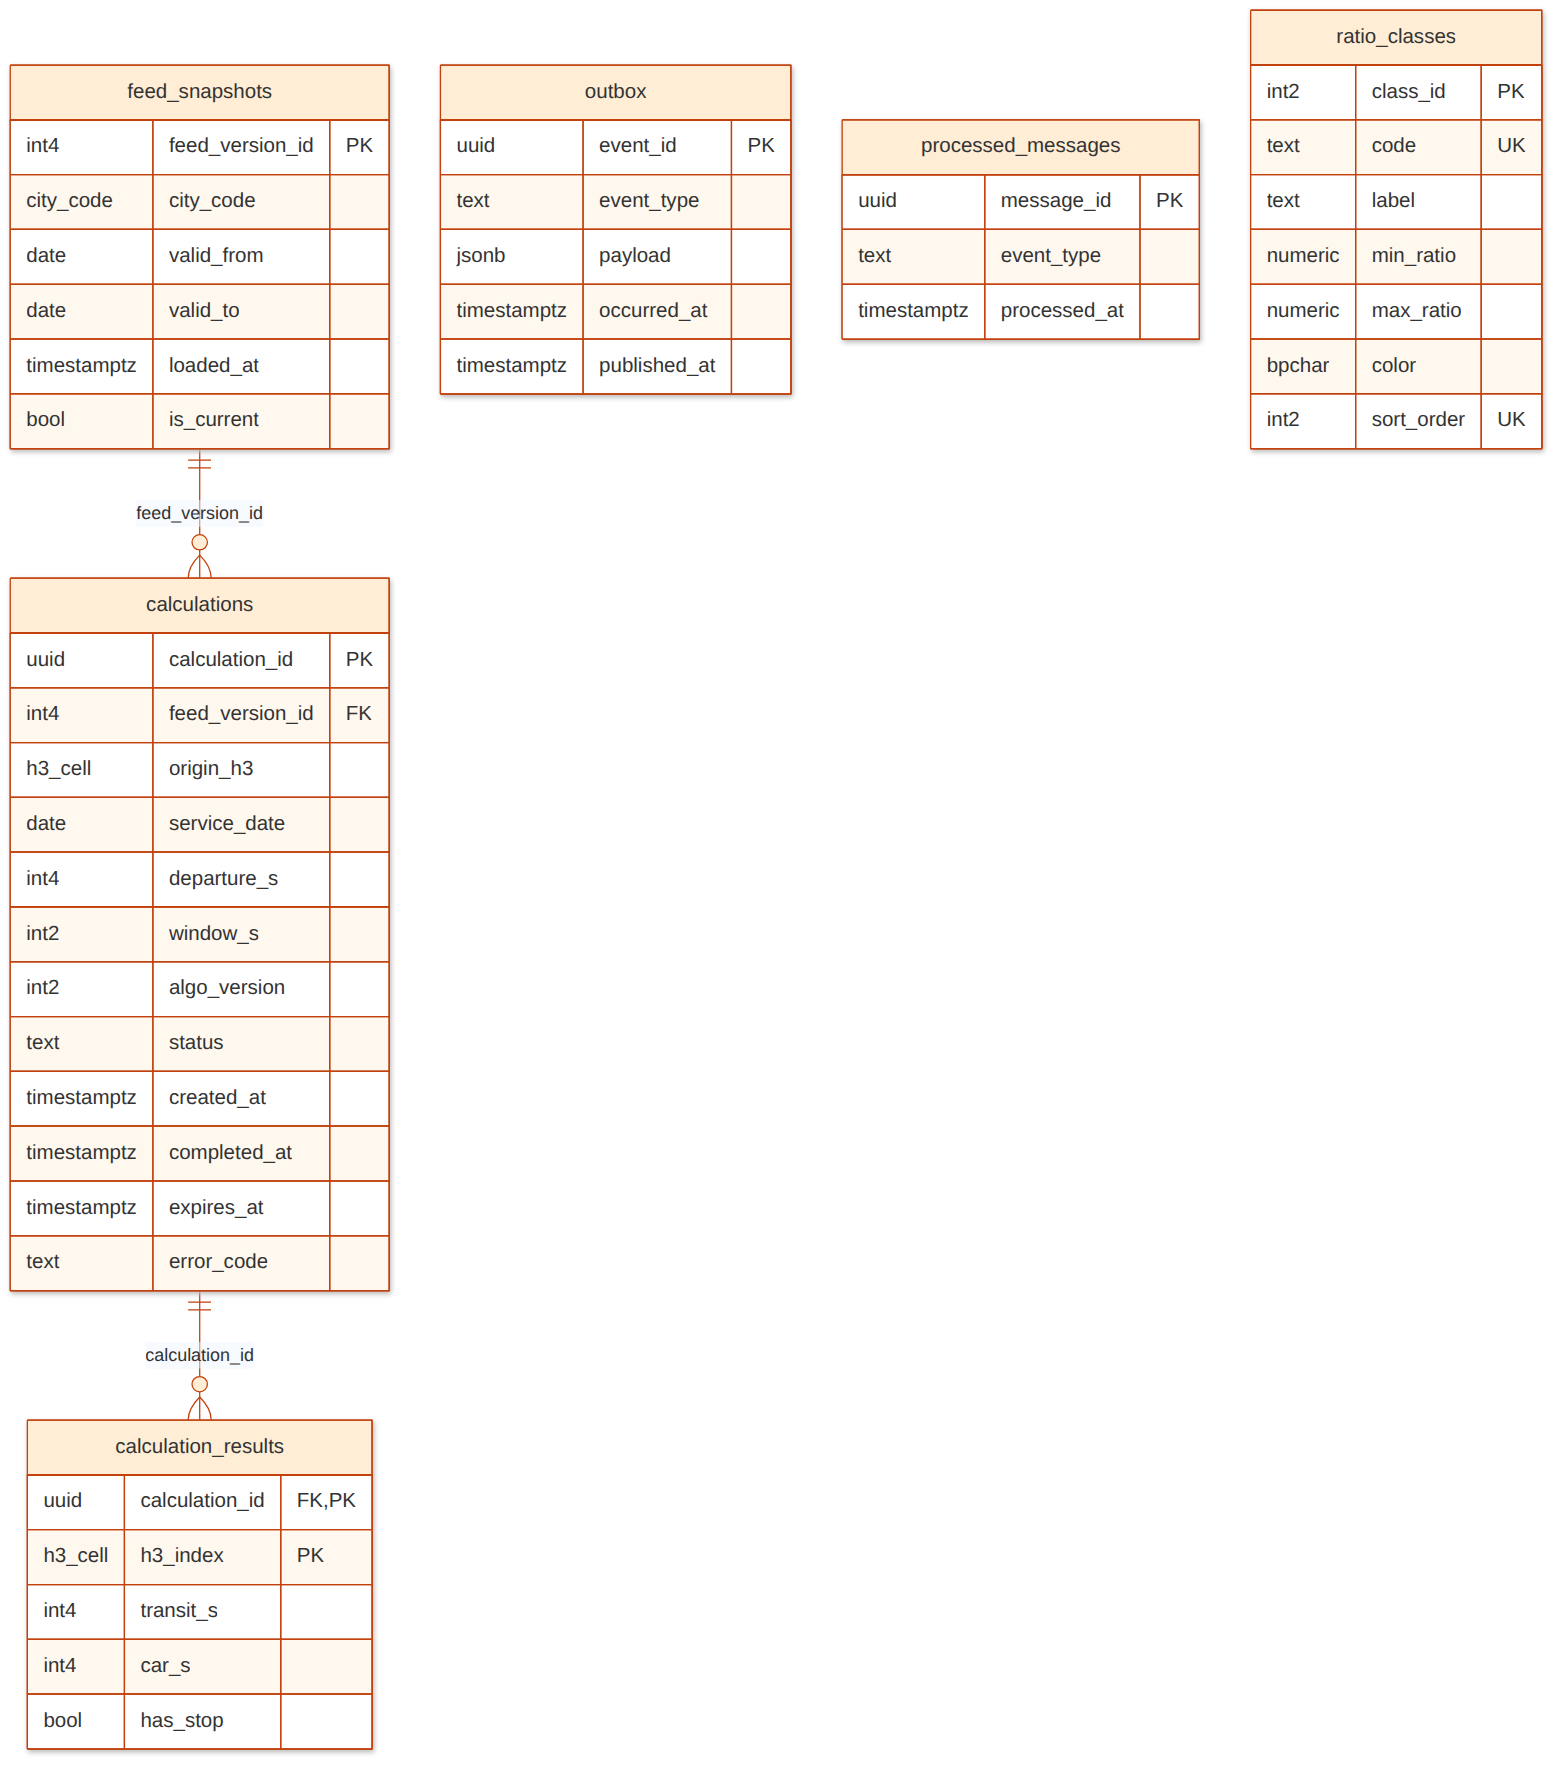 feed_snapshots
int4 feed_version_id PK
city_code city_code
date valid_from
date valid_to
timestamptz loaded_at
bool is_current
outbox
uuid event_id PK
text event_type
jsonb payload
timestamptz occurred_at
timestamptz published_at
processed_messages
uuid message_id PK
text event_type
timestamptz processed_at
ratio_classes
int2 class_id PK
text code UK
text label
numeric min_ratio
numeric max_ratio
bpchar color
int2 sort_order UK
feed_version_id
calculations
uuid calculation_id PK
int4 feed_version_id FK
h3_cell origin_h3
date service_date
int4 departure_s
int2 window_s
int2 algo_version
text status
timestamptz created_at
timestamptz completed_at
timestamptz expires_at
text error_code
calculation_id
calculation_results
uuid calculation_id FK,PK
h3_cell h3_index PK
int4 transit_s
int4 car_s
bool has_stop